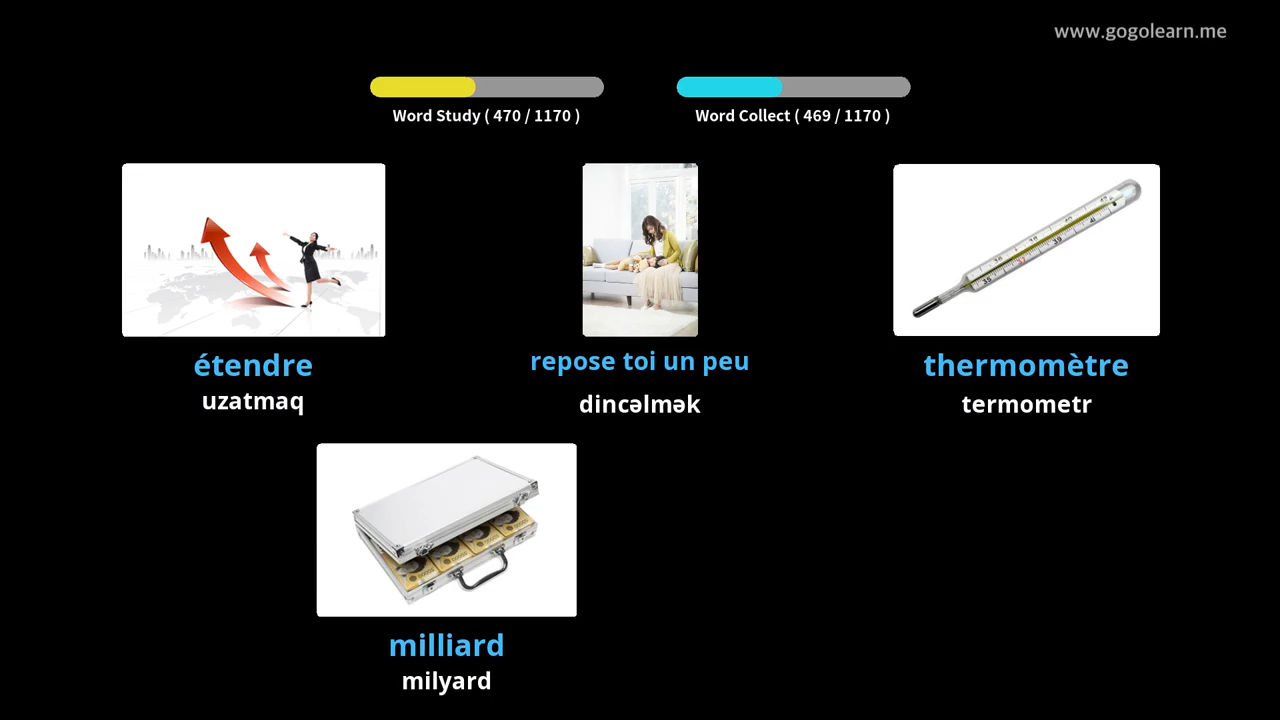 www.gogolearn.me
Word Study ( 470 / 1170 )
Word Collect ( 469 / 1170 )
étendre
uzatmaq
repose toi un peu
dincəlmək
thermomètre
termometr
milliard
milyard